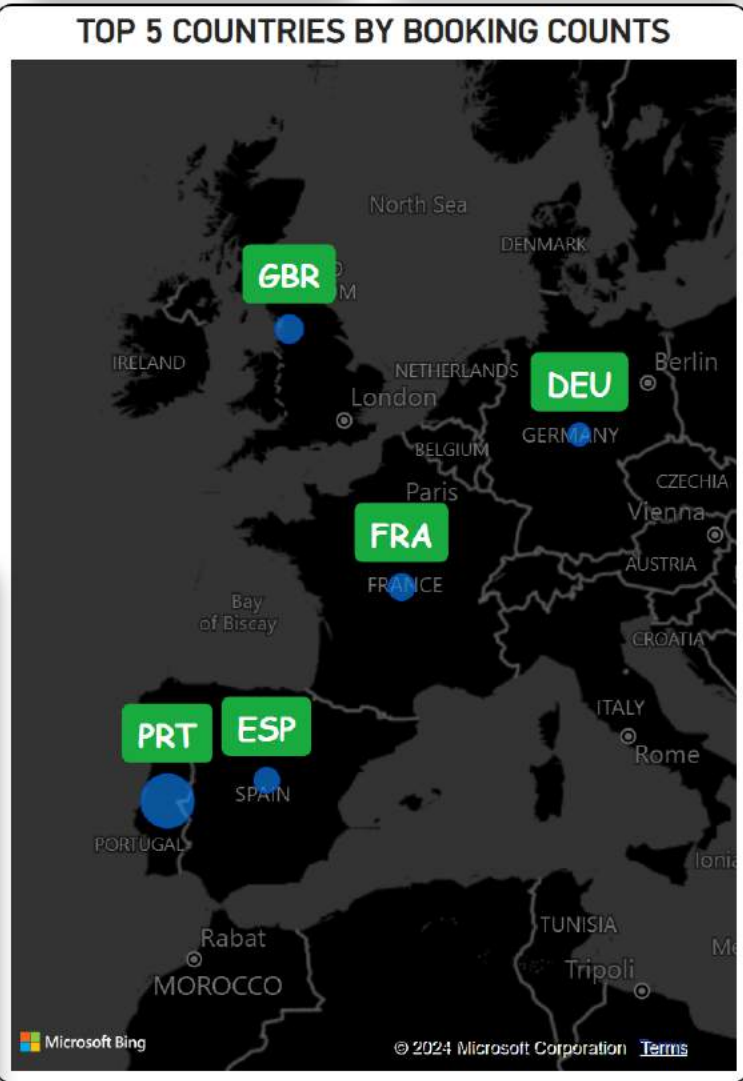 TOP 5 COUNTRIES BY BOOKING COUNTS
North Sea
DENMARK
GBR
D
M
IRELAND
NETHERLANDS
Berlin
DEU
London
GERMANY
BELGIUM
CZECHIA
Paris
Vienna
FRA
AUSTRIA
FRANCE
Bay
of Biscay
CROATIA
ITALY
PRT
ESP
Rome
SPAIN
PORTUGAL
Ionia
TUNISIA
Rabat
Me
Tripoli
MOROCCO
Microsoft Bing
© 2024 Microsoft Corporation Terms